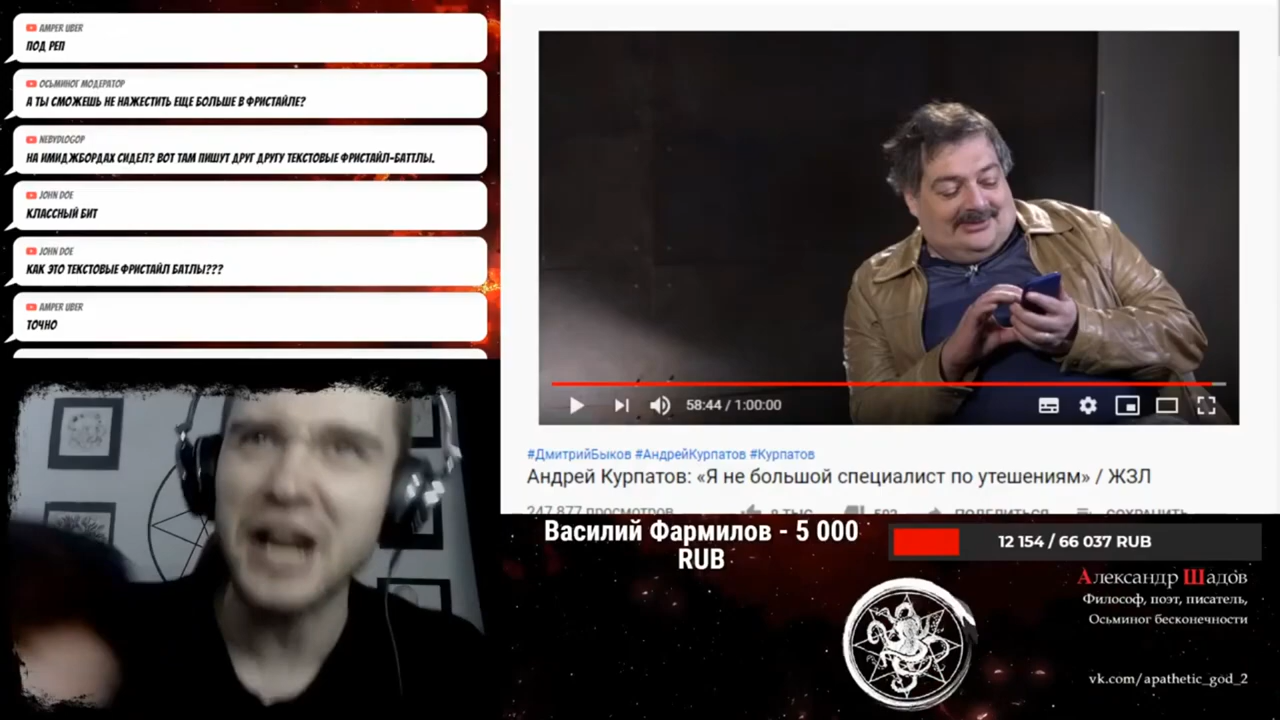 AMPER UBER
ПОД РЕП
ОСЬМИНОГ МОДЕРАТОР
А ТЫ СМОЖЕШЬ НЕ НАЖЕСТИТЬ ЕЩЕ БОЛЬШЕ В ФРИСТАЙЛЕ?
NEBYDLOGOP
НА ИМИДЖБОРДАХ СИДЕЛ? ВОТ ТАМ ПИШУТ ДРУГ ДРУГУ ТЕКСТОВЫЕ ФРИСТАЙЛ-БАТТЛЫ.
JOHN DOE
КЛАССНЫЙ БИТ
JOHN DOE
КАК ЭТО ТЕКСТОВЫЕ ФРИСТАЙЛ БАТЛЫ???
AMPER UBER
ТОЧНО
58:44 / 1:00:00
#ДмитрийБыков #АндрейКурпатов #Курпатов
Андрей Курпатов: «Я не большой специалист по утешениям» / ЖЗЛ
247 877 просмотров
Василий Фармилов - 5 000
RUB
12 154 / 66 037 RUB
Александр Шадов
Философ, поэт, писатель,
Осьминог бесконечности
vk.com/apathetic_god_2